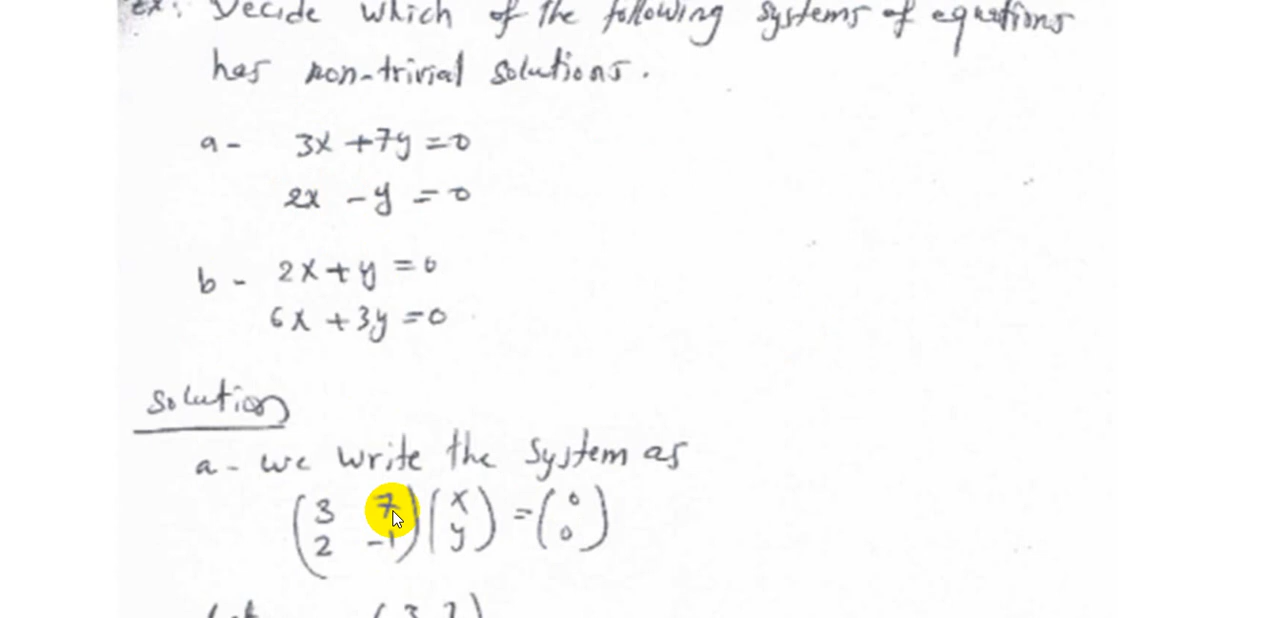 Ex: Decide which of the following systems of equations
has non-trivial solutions.
a- 3x + 7y = 0
2x - y = 0
b- 2x + y = 0
6x + 3y = 0
solution
a- we write the system as
(3 7) (x) = (0)
(2 -1) (y) (0)